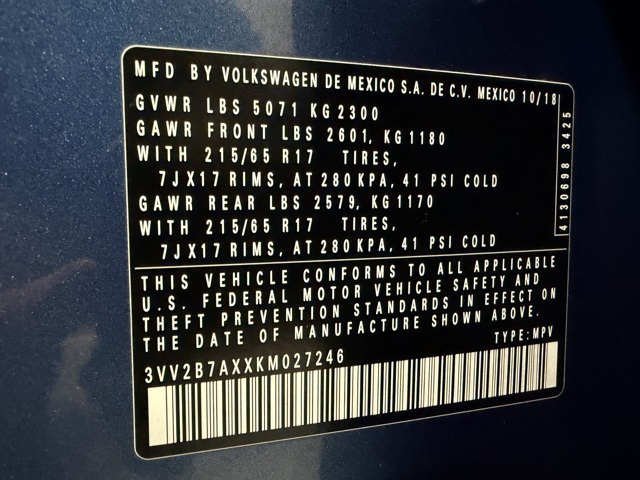 MFD BY VOLKSWAGEN DE MEXICO S.A. DE C.V. MEXICO 10/18
GVWR LBS 5071 KG 2300
GAWR FRONT LBS 2601, KG 1180
WITH 215/65 R17 TIRES,
7JX17 RIMS, AT 280 KPA, 41 PSI COLD
GAWR REAR LBS 2579, KG 1170
WITH 215/65 R17 TIRES,
7JX17 RIMS, AT 280 KPA, 41 PSI COLD
4130698 3425
THIS VEHICLE CONFORMS TO ALL APPLICABLE
U.S. FEDERAL MOTOR VEHICLE SAFETY AND
THEFT PREVENTION STANDARDS IN EFFECT ON
THE DATE OF MANUFACTURE SHOWN ABOVE.
TYPE: MPV
3VV2B7AXXKM027246